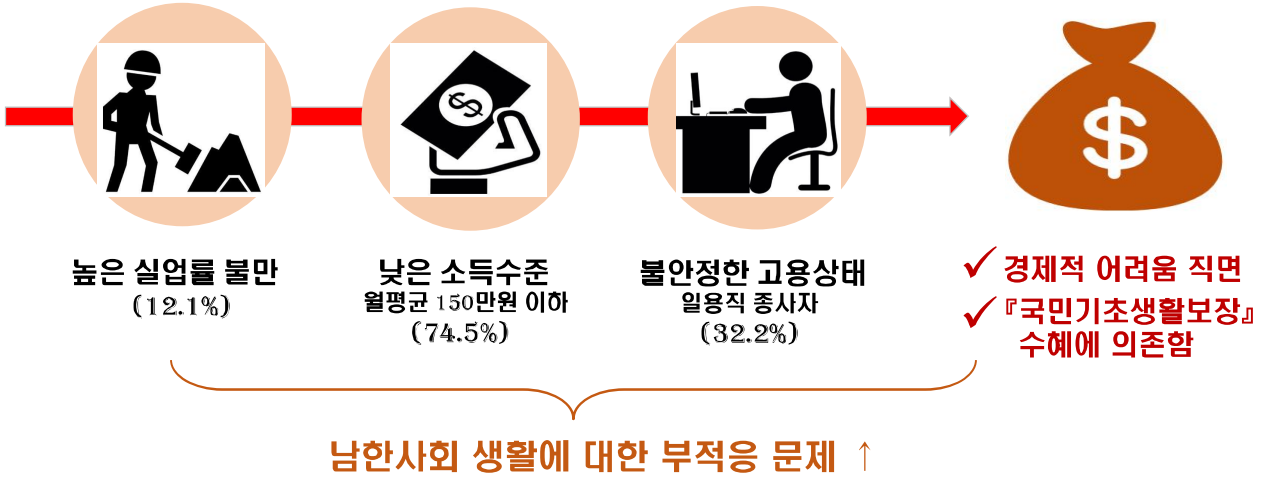 높은 실업률 불만
(12.1%)
낮은 소득수준
월평균 150만원 이하
(74.5%)
불안정한 고용상태
일용직 종사자
(32.2%)
$
✓ 경제적 어려움 직면
✓ 『국민기초생활보장』
수혜에 의존함
남한사회 생활에 대한 부적응 문제 ↑